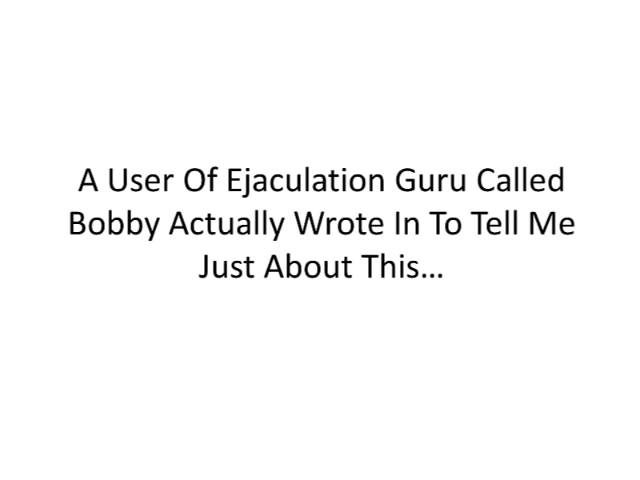 A User Of Ejaculation Guru Called
Bobby Actually Wrote In To Tell Me
Just About This…